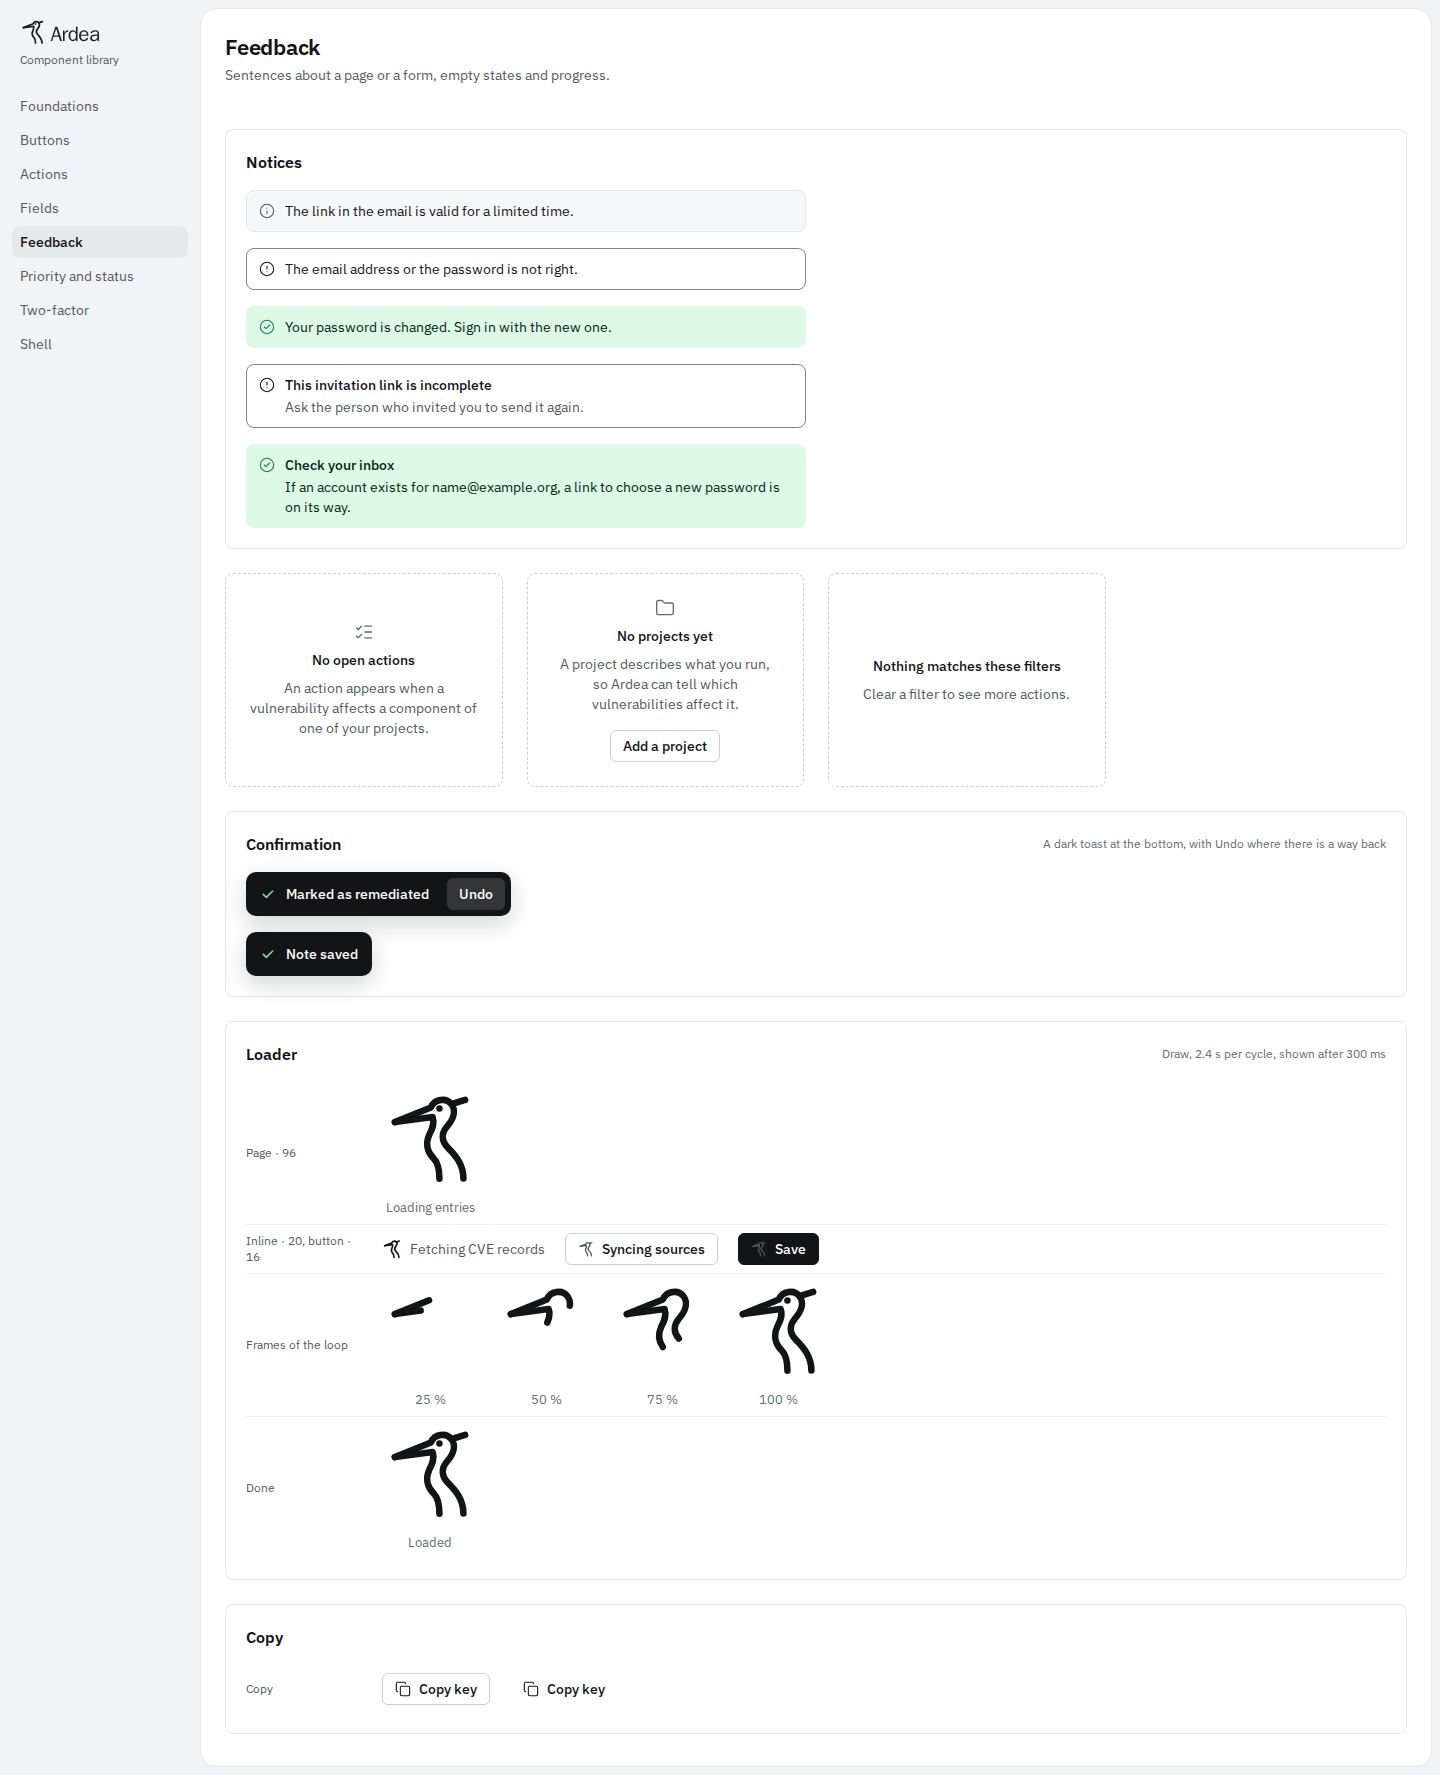 Ardea
Component library
Foundations
Buttons
Actions
Fields
Feedback
Priority and status
Two-factor
Shell
Feedback
Sentences about a page or a form, empty states and progress.
Notices
The link in the email is valid for a limited time.
The email address or the password is not right.
Your password is changed. Sign in with the new one.
This invitation link is incomplete
Ask the person who invited you to send it again.
Check your inbox
If an account exists for name@example.org, a link to choose a new password is
on its way.
No open actions
An action appears when a
vulnerability affects a component of
one of your projects.
No projects yet
A project describes what you run,
so Ardea can tell which
vulnerabilities affect it.
Add a project
Nothing matches these filters
Clear a filter to see more actions.
Confirmation
A dark toast at the bottom, with Undo where there is a way back
Marked as remediated
Undo
Note saved
Loader
Draw, 2.4 s per cycle, shown after 300 ms
Page · 96
Loading entries
Inline · 20, button ·
16
Fetching CVE records
Syncing sources
Save
Frames of the loop
25 %
50 %
75 %
100 %
Done
Loaded
Copy
Copy
Copy key
Copy key